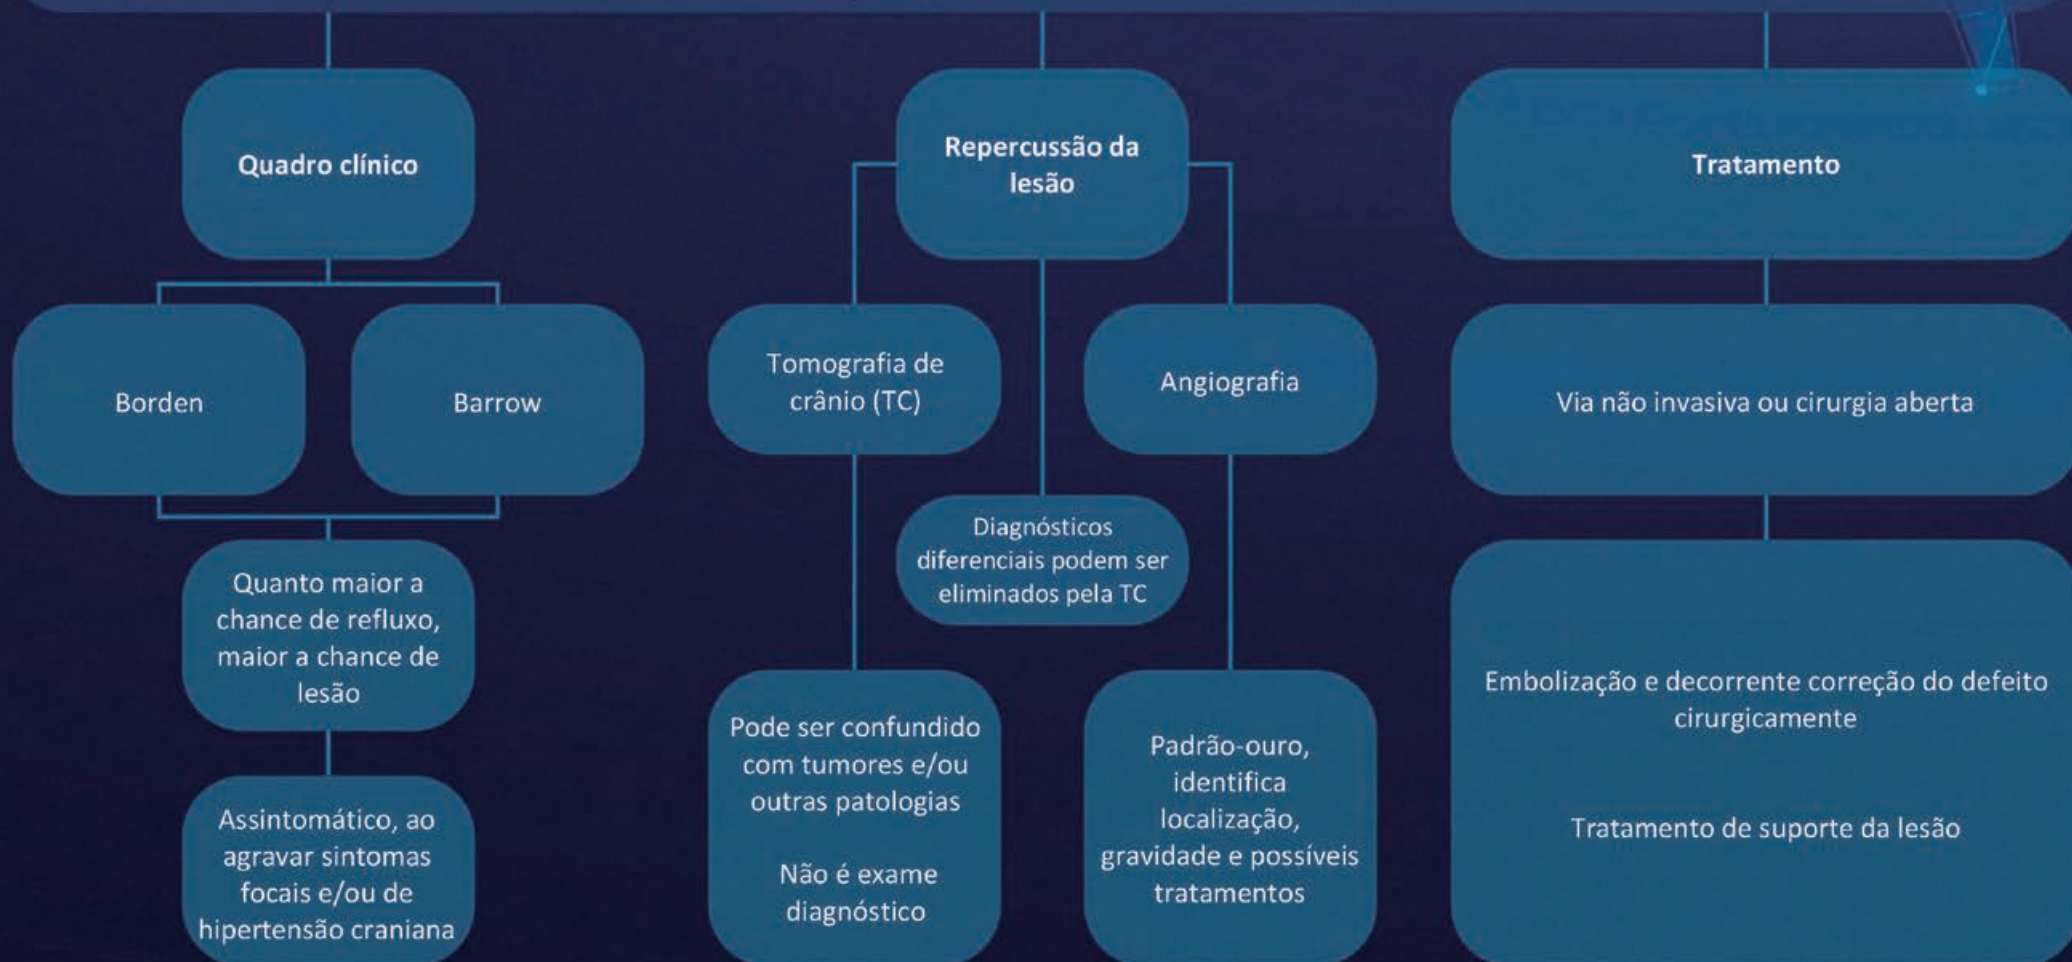 Quadro clínico
Borden
Barrow
Quanto maior a
chance de refluxo,
maior a chance de
lesão
Assintomático, ao
agravar sintomas
focais e/ou de
hipertensão craniana
Repercussão da
lesão
Tomografia de
crânio (TC)
Angiografia
Diagnósticos
diferenciais podem ser
eliminados pela TC
Pode ser confundido
com tumores e/ou
outras patologias
Não é exame
diagnóstico
Padrão-ouro,
identifica
localização,
gravidade e possíveis
tratamentos
Tratamento
Via não invasiva ou cirurgia aberta
Embolização e decorrente correção do defeito
cirurgicamente
Tratamento de suporte da lesão